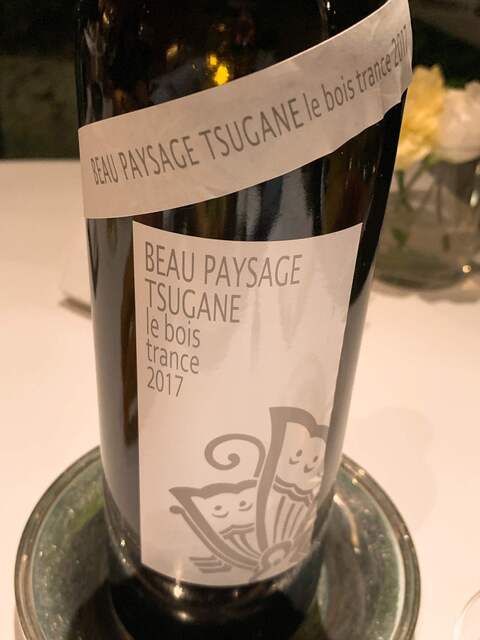 BEAU PAYSAGE TSUGANE le bois trance 2017
BEAU PAYSAGE
TSUGANE
le bois
trance
2017